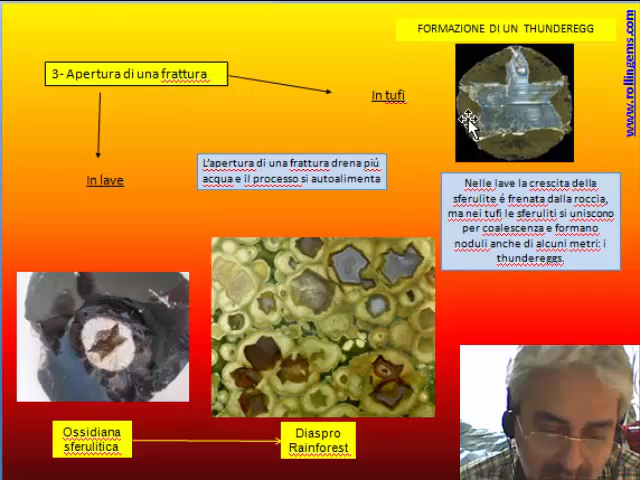 FORMAZIONE DI UN THUNDEREGG
www.rollingems.com
3- Apertura di una frattura
In tufi
In lave
L'apertura di una frattura drena piú
acqua e il processo si autoalimenta
Nelle lave la crescita della
sferulite é frenata dalla roccia,
ma nei tufi le sferuliti si uniscono
per coalescenza e formano
noduli anche di alcuni metri: i
thundereggs.
Ossidiana
sferulitica
Diaspro
Rainforest